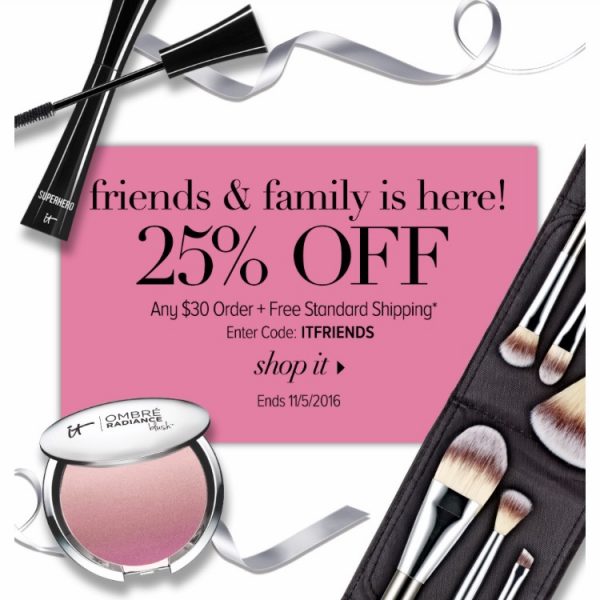 SUPERHERO
it
friends & family is here!
25% OFF
Any $30 Order + Free Standard Shipping*
Enter Code: ITFRIENDS
shop it
Ends 11/5/2016
it | OMBRÉ
RADIANCE
blush™